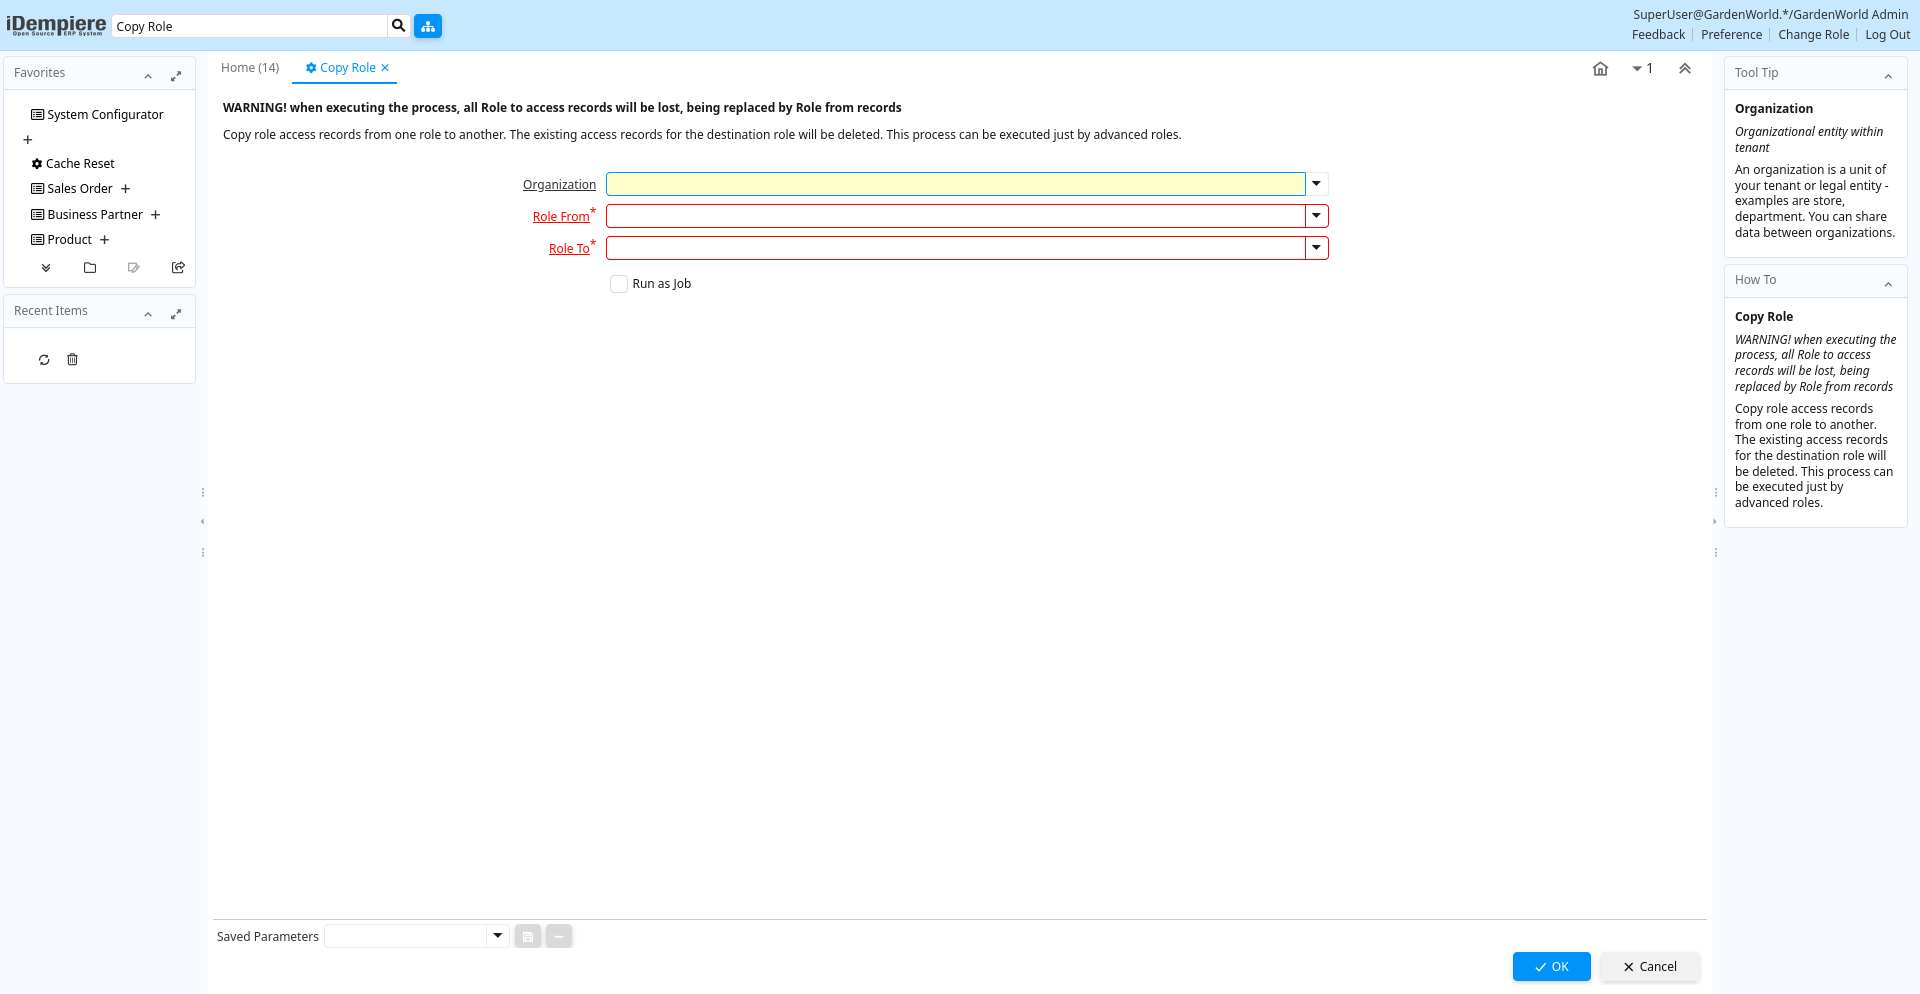 iDempiere
Open Source ERP System
Copy Role
SuperUser@GardenWorld.*/GardenWorld Admin
Feedback
Preference
Change Role
Log Out
Favorites
System Configurator
Cache Reset
Sales Order
Business Partner
Product
Recent Items
Home (14)
Copy Role
1
WARNING! when executing the process, all Role to access records will be lost, being replaced by Role from records
Copy role access records from one role to another. The existing access records for the destination role will be deleted. This process can be executed just by advanced roles.
Organization
Role From*
Role To*
Run as Job
Saved Parameters
OK
Cancel
Tool Tip
Organization
Organizational entity within
tenant
An organization is a unit of
your tenant or legal entity -
examples are store,
department. You can share
data between organizations.
How To
Copy Role
WARNING! when executing the
process, all Role to access
records will be lost, being
replaced by Role from records
Copy role access records
from one role to another.
The existing access records
for the destination role will
be deleted. This process can
be executed just by
advanced roles.